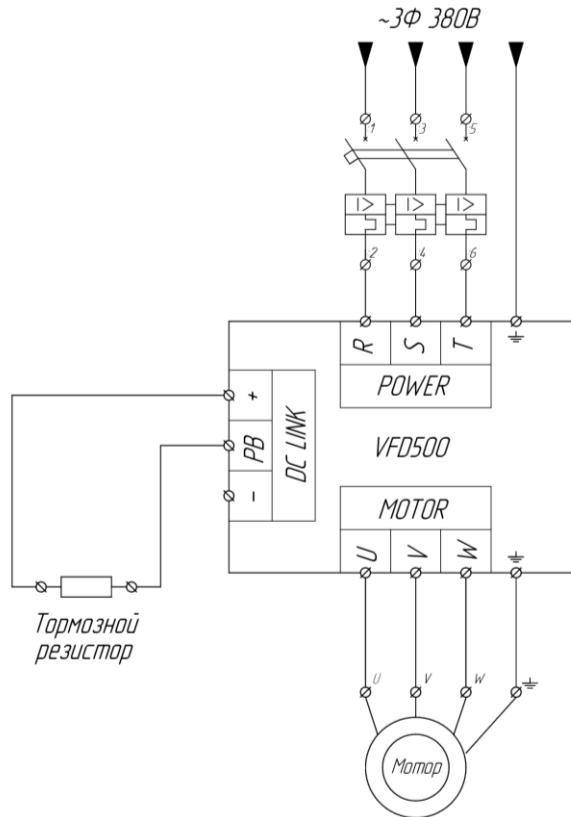 ~3Ф 380В
1 3 5
I> I> I>
2 4 6
R S T
POWER
+
PB
-
DC LINK
VFD500
MOTOR
U V W
Тормозной
резистор
U V W
Мотор